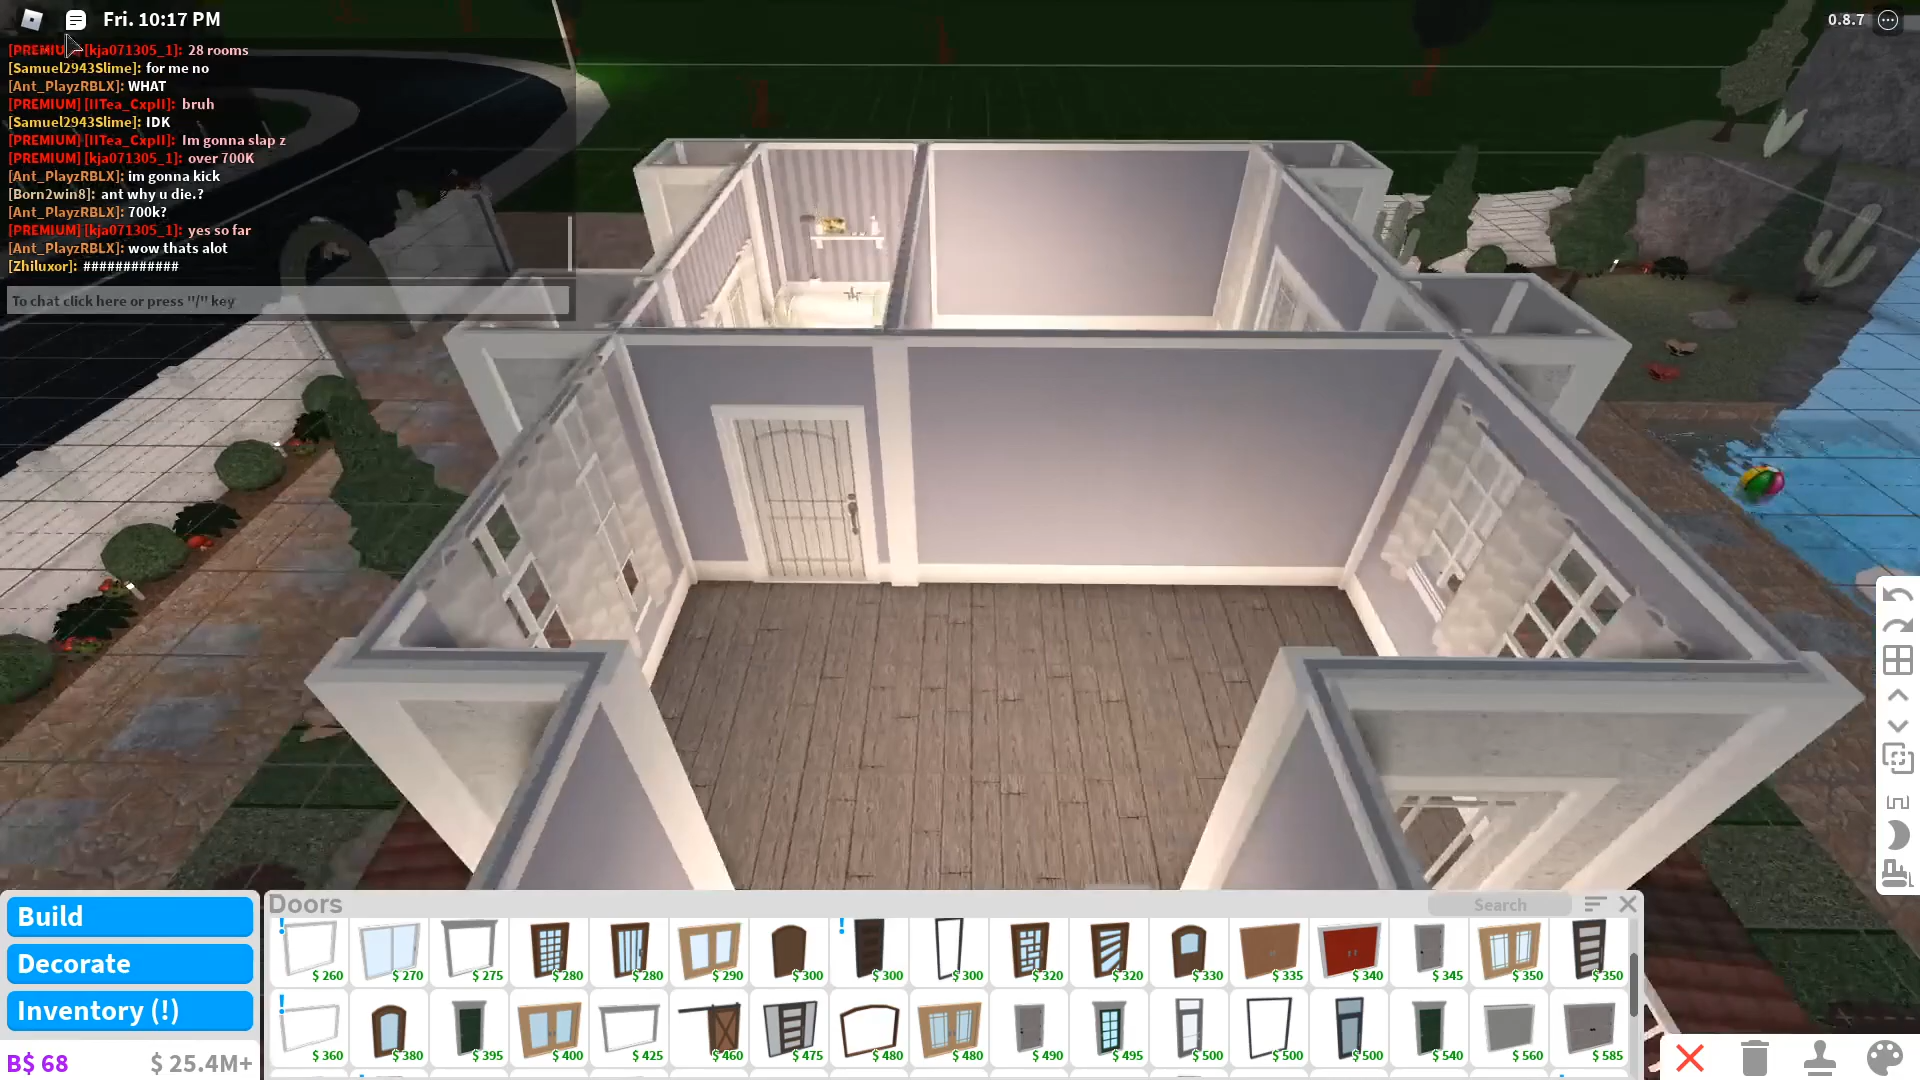 Fri. 10:17 PM
0.8.7
[PREMIUM] [kja071305_1]: 28 rooms
[Samuel2943Slime]: for me no
[Ant_PlayzRBLX]: WHAT
[PREMIUM] [IITea_CxpII]: bruh
[Samuel2943Slime]: IDK
[PREMIUM] [IITea_CxpII]: Im gonna slap z
[PREMIUM] [kja071305_1]: over 700K
[Ant_PlayzRBLX]: im gonna kick
[Born2win8]: ant why u die.?
[Ant_PlayzRBLX]: 700k?
[PREMIUM] [kja071305_1]: yes so far
[Ant_PlayzRBLX]: wow thats alot
[Zhiluxor]: ############
To chat click here or press "/" key
Build
Decorate
Inventory (!)
B$ 68 $ 25.4M+
Doors
Search
! !
$ 260 $ 270 $ 275 $ 280 $ 280 $ 290 $ 300 $ 300 $ 300 $ 320 $ 320 $ 330 $ 335 $ 340 $ 345 $ 350 $ 350
!
$ 360 $ 380 $ 395 $ 400 $ 425 $ 460 $ 475 $ 480 $ 480 $ 490 $ 495 $ 500 $ 500 $ 500 $ 540 $ 560 $ 585